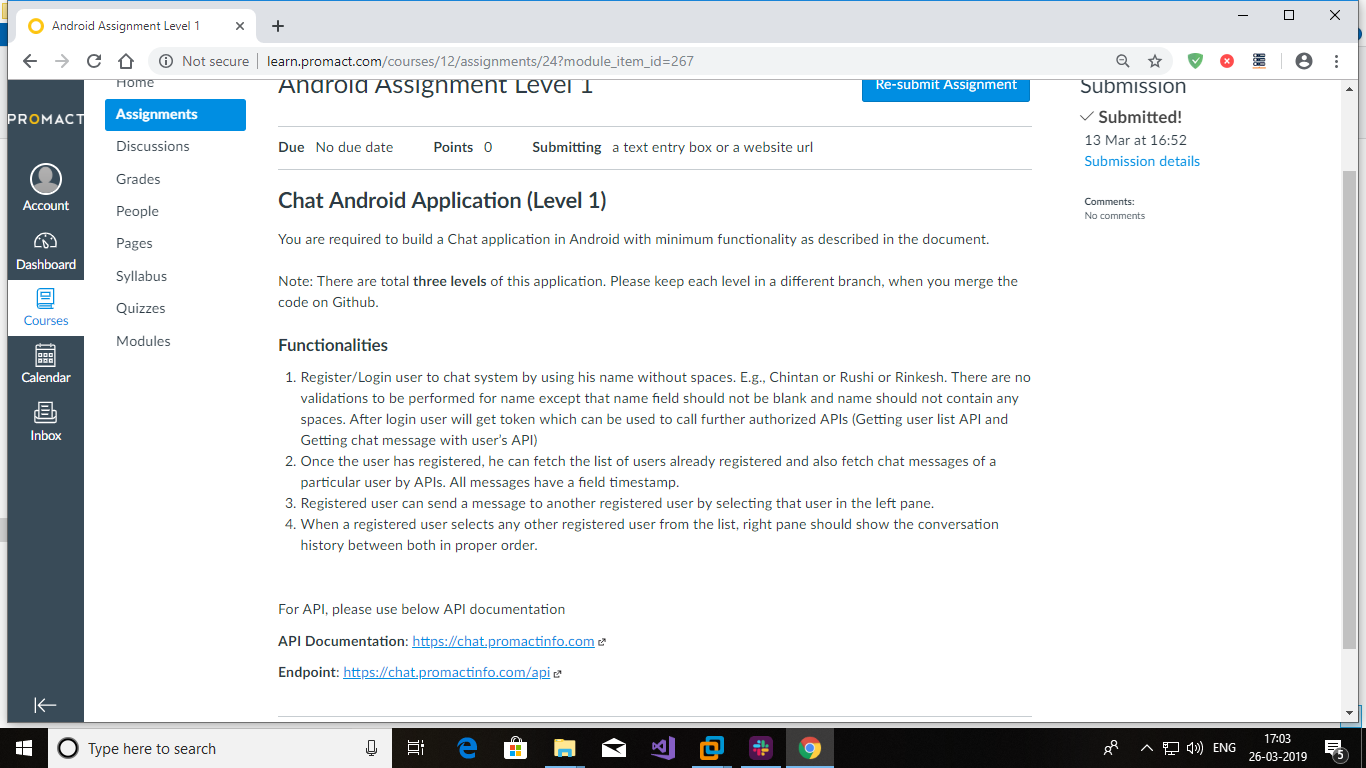 Android Assignment Level 1
Not secure
learn.promact.com/courses/12/assignments/24?module_item_id=267
PROMACT
Account
Dashboard
Courses
Calendar
Inbox
Home
Assignments
Discussions
Grades
People
Pages
Syllabus
Quizzes
Modules
Android Assignment Level 1
Re-submit Assignment
Due No due date Points 0 Submitting a text entry box or a website url
Chat Android Application (Level 1)
You are required to build a Chat application in Android with minimum functionality as described in the document.
Note: There are total three levels of this application. Please keep each level in a different branch, when you merge the
code on Github.
Functionalities
1. Register/Login user to chat system by using his name without spaces. E.g., Chintan or Rushi or Rinkesh. There are no
validations to be performed for name except that name field should not be blank and name should not contain any
spaces. After login user will get token which can be used to call further authorized APIs (Getting user list API and
Getting chat message with user's API)
2. Once the user has registered, he can fetch the list of users already registered and also fetch chat messages of a
particular user by APIs. All messages have a field timestamp.
3. Registered user can send a message to another registered user by selecting that user in the left pane.
4. When a registered user selects any other registered user from the list, right pane should show the conversation
history between both in proper order.
For API, please use below API documentation
API Documentation: https://chat.promactinfo.com
Endpoint: https://chat.promactinfo.com/api
Submission
Submitted!
13 Mar at 16:52
Submission details
Comments:
No comments
Type here to search
ENG
17:03
26-03-2019
5